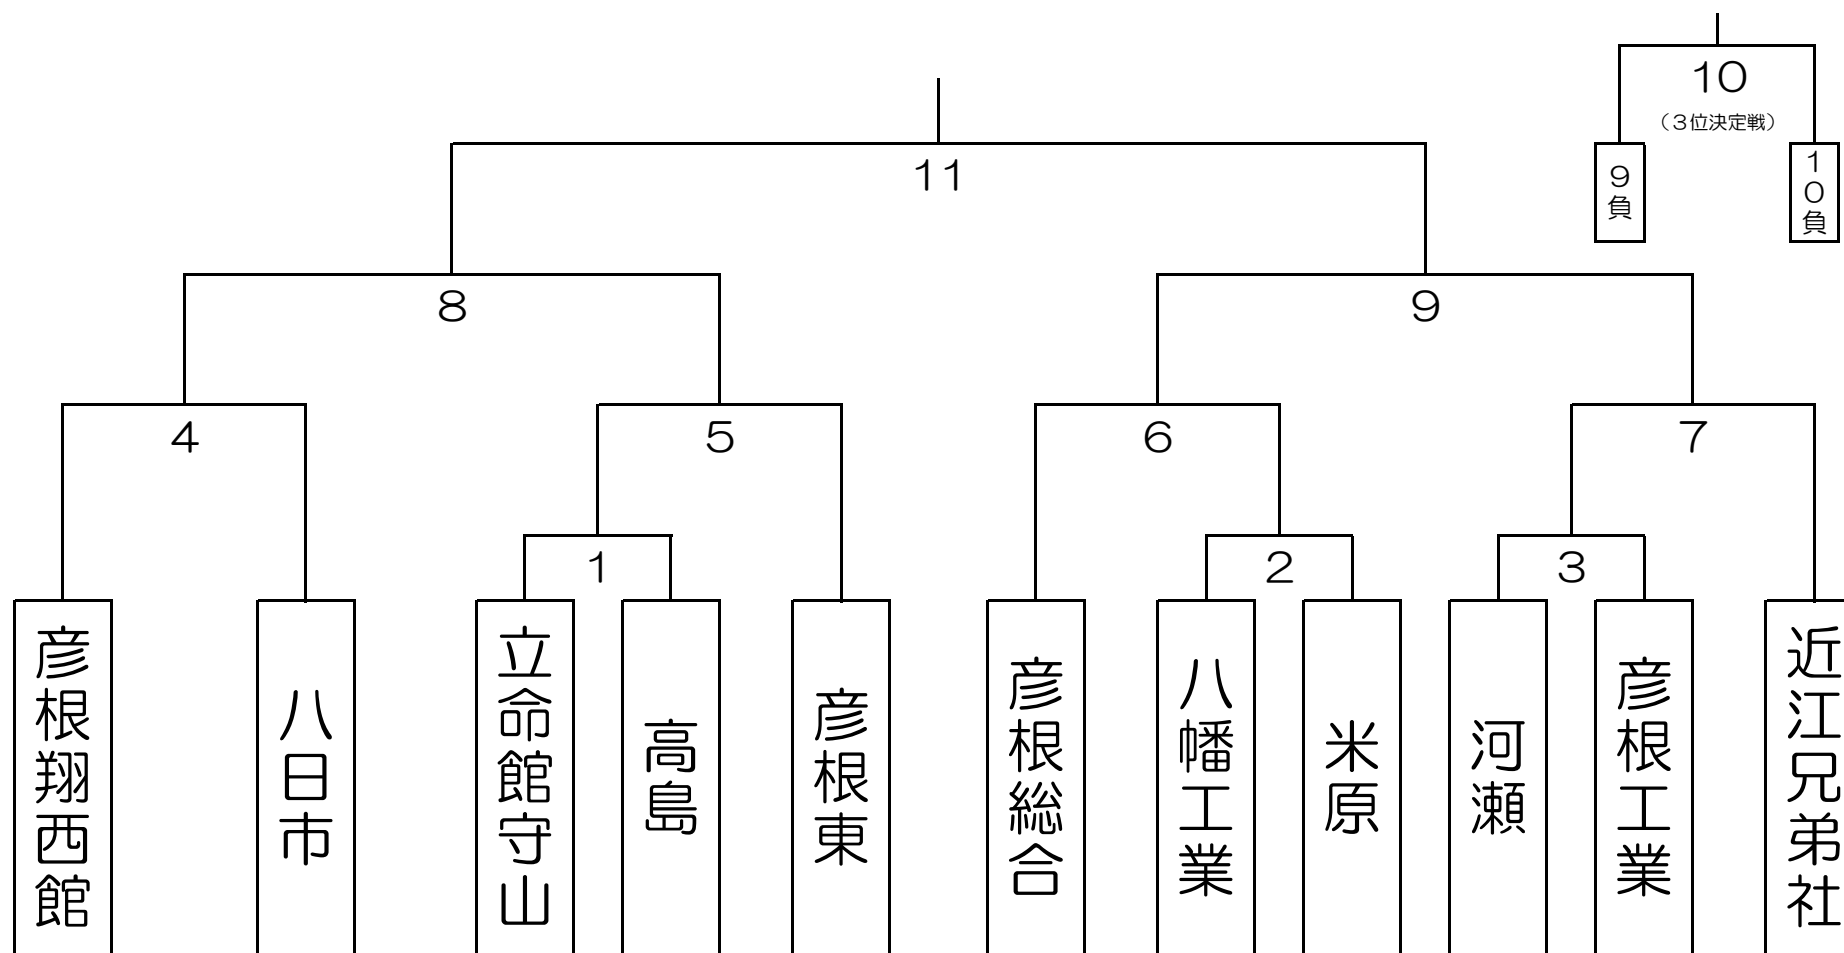 10
（3位決定戦）
9負
10負
11
8
9
4
5
6
7
1
2
3
彦根翔西館
八日市
立命館守山
高島
彦根東
彦根総合
八幡工業
米原
河瀬
彦根工業
近江兄弟社